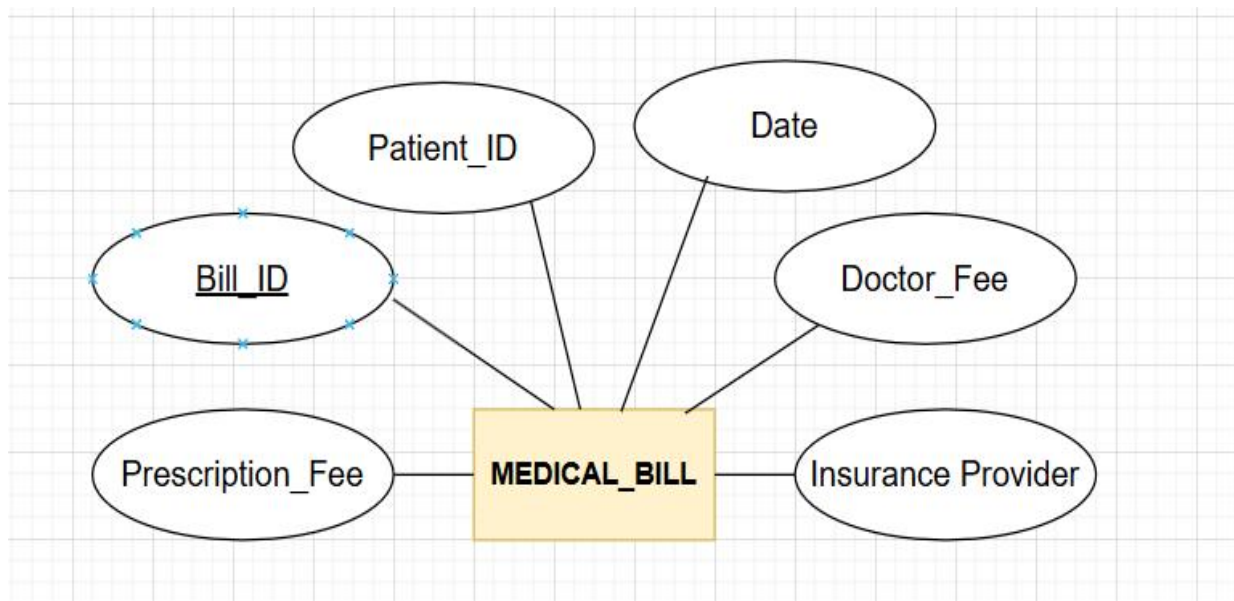 Date
Patient_ID
Bill_ID
Doctor_Fee
Prescription_Fee
MEDICAL_BILL
Insurance Provider